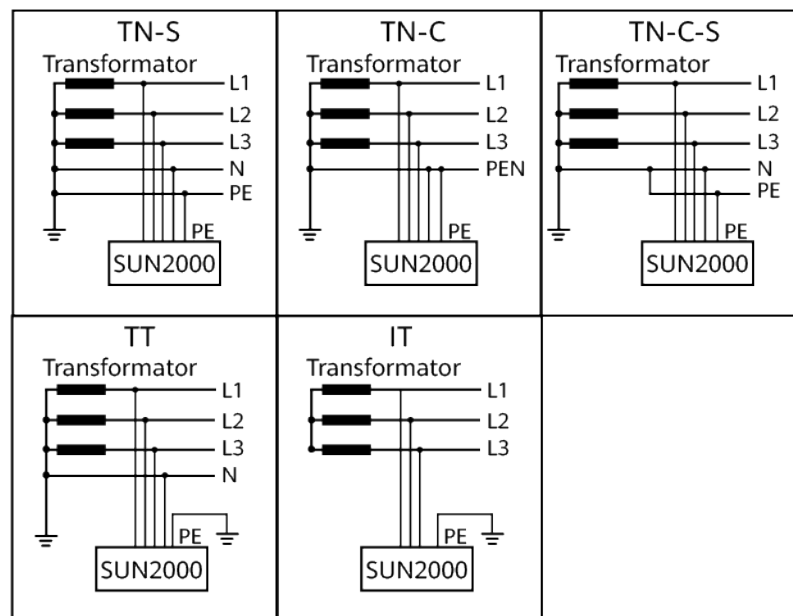 TN-S
Transformator
L1
L2
L3
N
PE
PE
SUN2000
TN-C
Transformator
L1
L2
L3
PEN
PE
SUN2000
TN-C-S
Transformator
L1
L2
L3
N
PE
PE
SUN2000
TT
Transformator
L1
L2
L3
N
PE
SUN2000
IT
Transformator
L1
L2
L3
PE
SUN2000